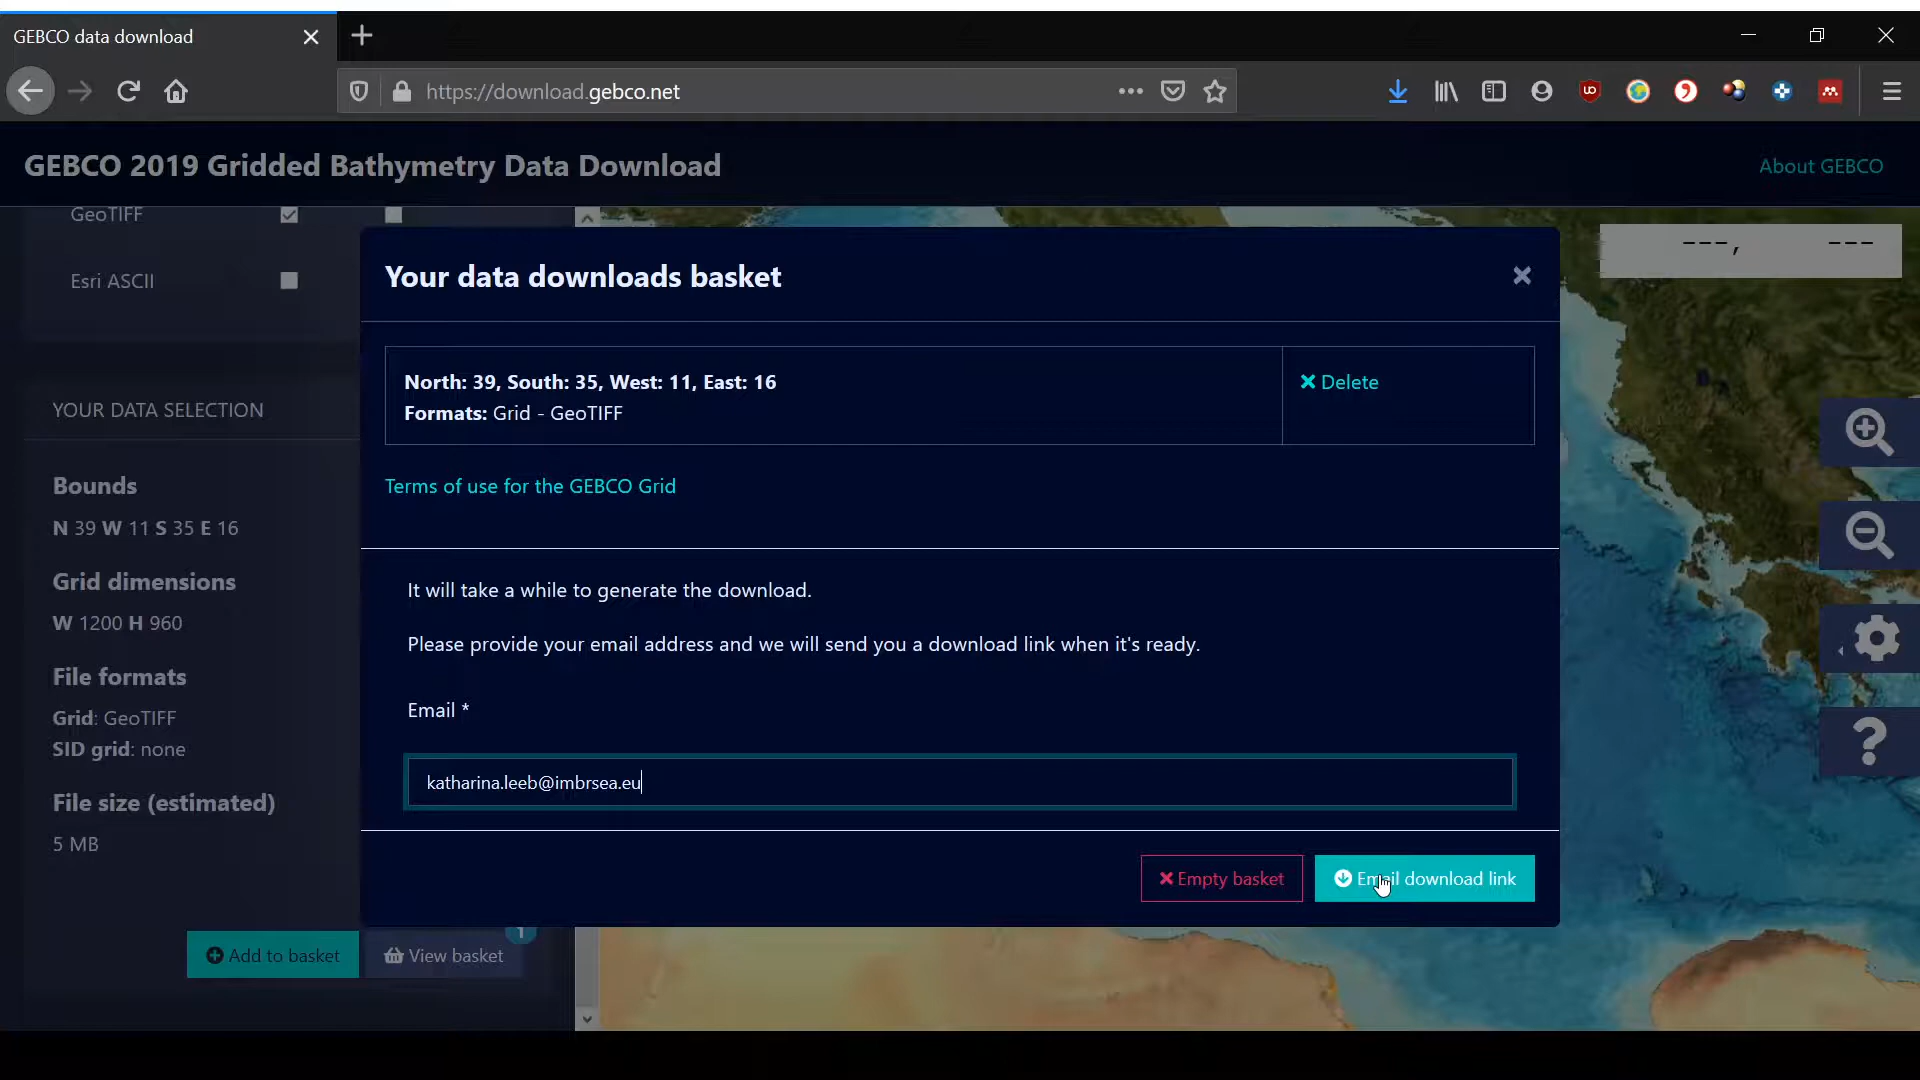 GEBCO data download
https://download.gebco.net
GEBCO 2019 Gridded Bathymetry Data Download
About GEBCO
GeoTIFF
Esri ASCII
---, ---
YOUR DATA SELECTION
Bounds
N 39 W 11 S 35 E 16
Grid dimensions
W 1200 H 960
File formats
Grid: GeoTIFF
SID grid: none
File size (estimated)
5 MB
Add to basket
View basket
1
Your data downloads basket
North: 39, South: 35, West: 11, East: 16
Formats: Grid - GeoTIFF
Delete
Terms of use for the GEBCO Grid
It will take a while to generate the download.
Please provide your email address and we will send you a download link when it's ready.
Email *
katharina.leeb@imbrsea.eu
Empty basket
Email download link